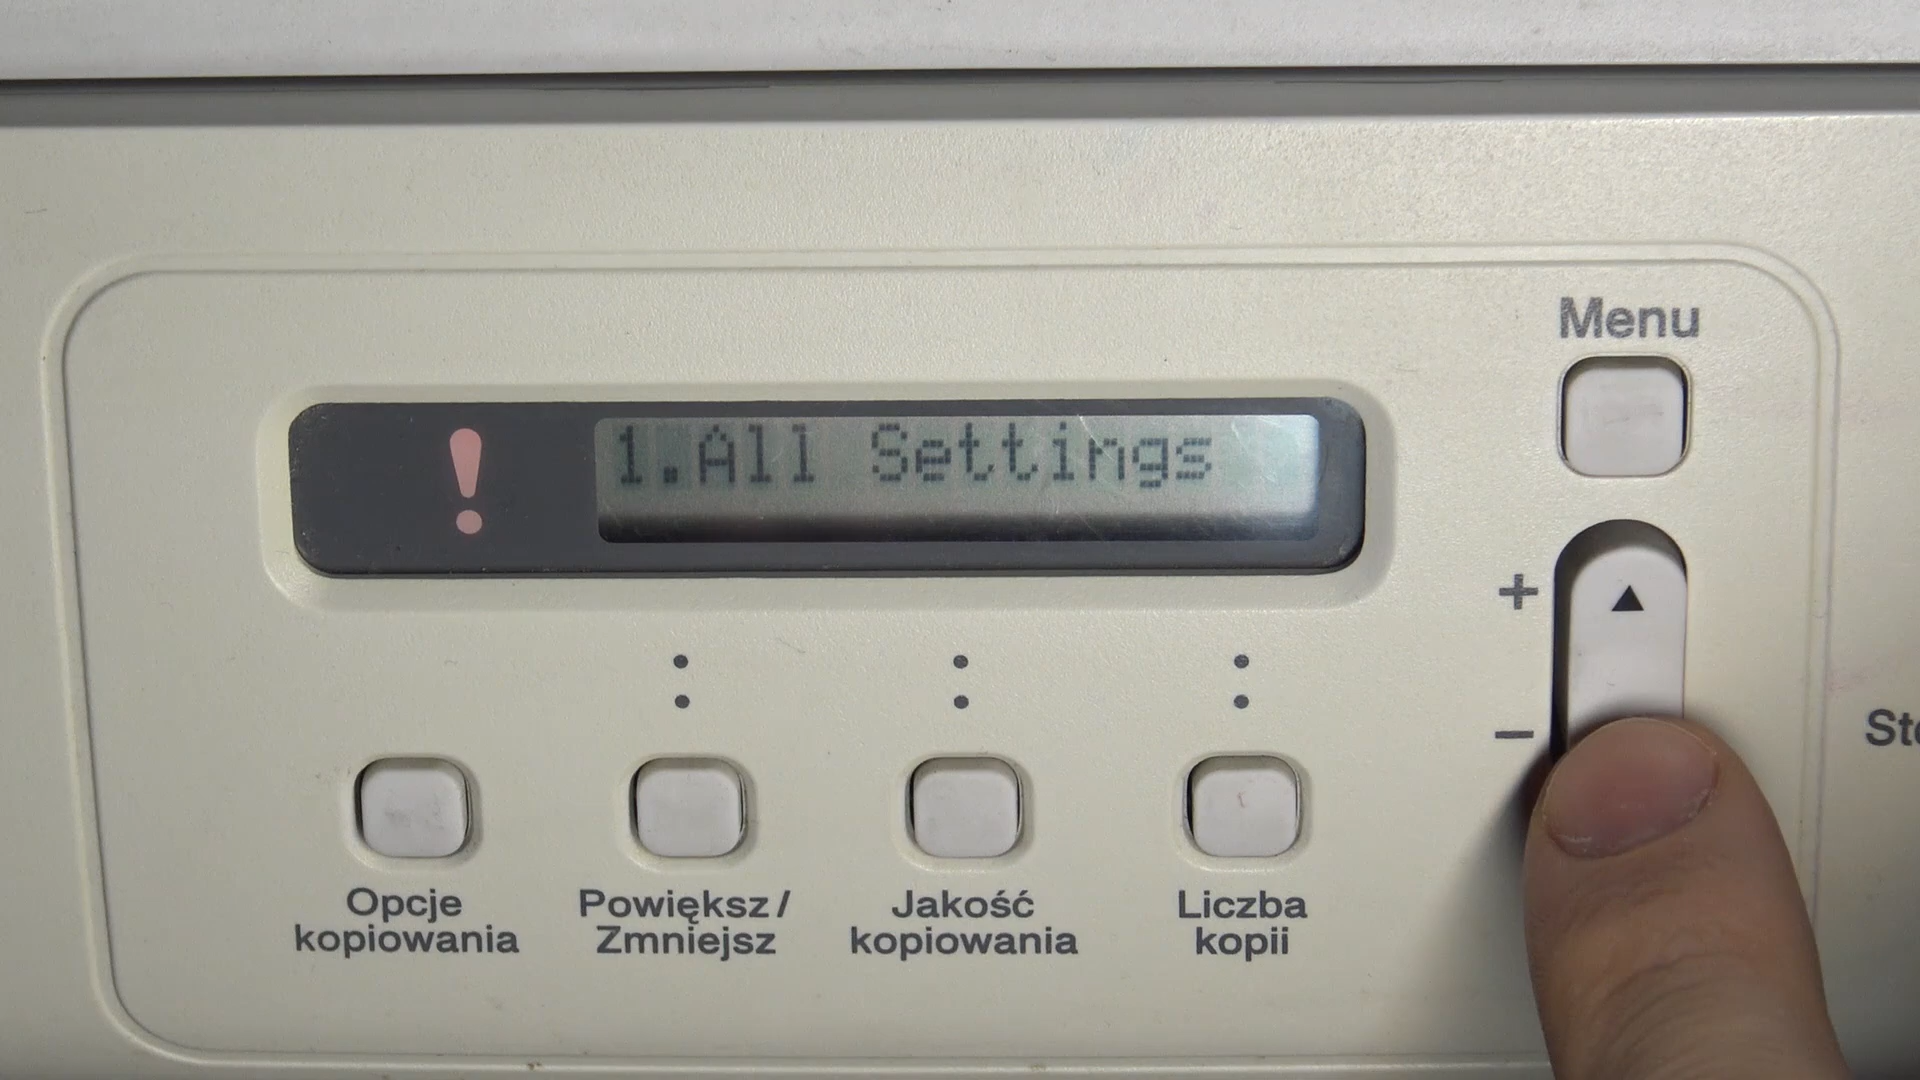 Menu
1.All Settings
+
-
Opcje
kopiowania
Powiększ/
Zmniejsz
Jakość
kopiowania
Liczba
kopii